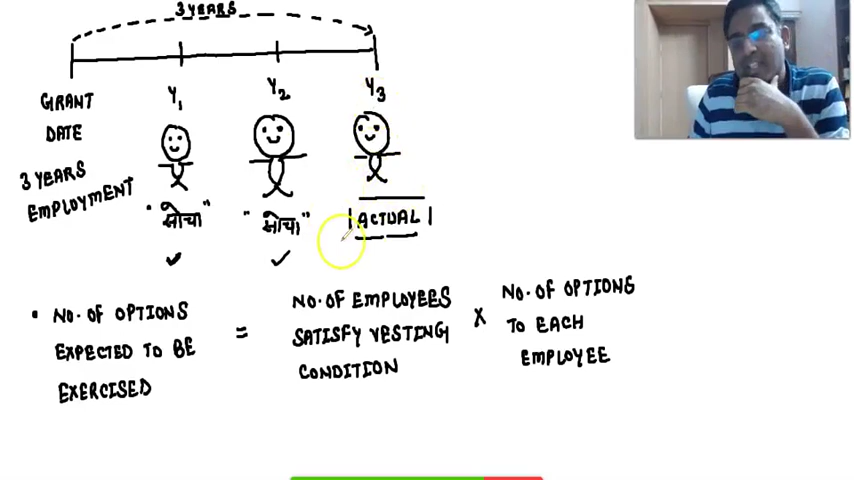 3 YEARS
GRANT
DATE
Y1
Y2
Y3
3 YEARS
EMPLOYMENT
"सोचा"
"सोचा"
|ACTUAL|
• NO. OF OPTIONS
EXPECTED TO BE
EXERCISED
=
NO. OF EMPLOYEES
SATISFY VESTING
CONDITION
X
NO. OF OPTIONS
TO EACH
EMPLOYEE